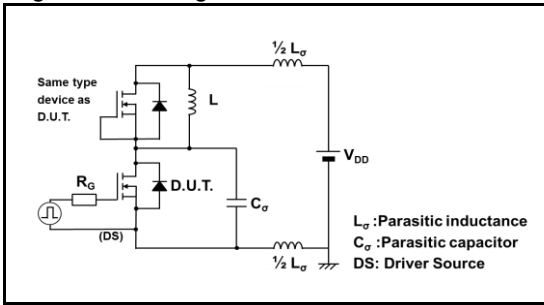 ½ Lσ
Same type
device as
D.U.T.
L
VDD
RG
D.U.T.
Cσ
(DS)
½ Lσ
Lσ :Parasitic inductance
Cσ :Parasitic capacitor
DS: Driver Source